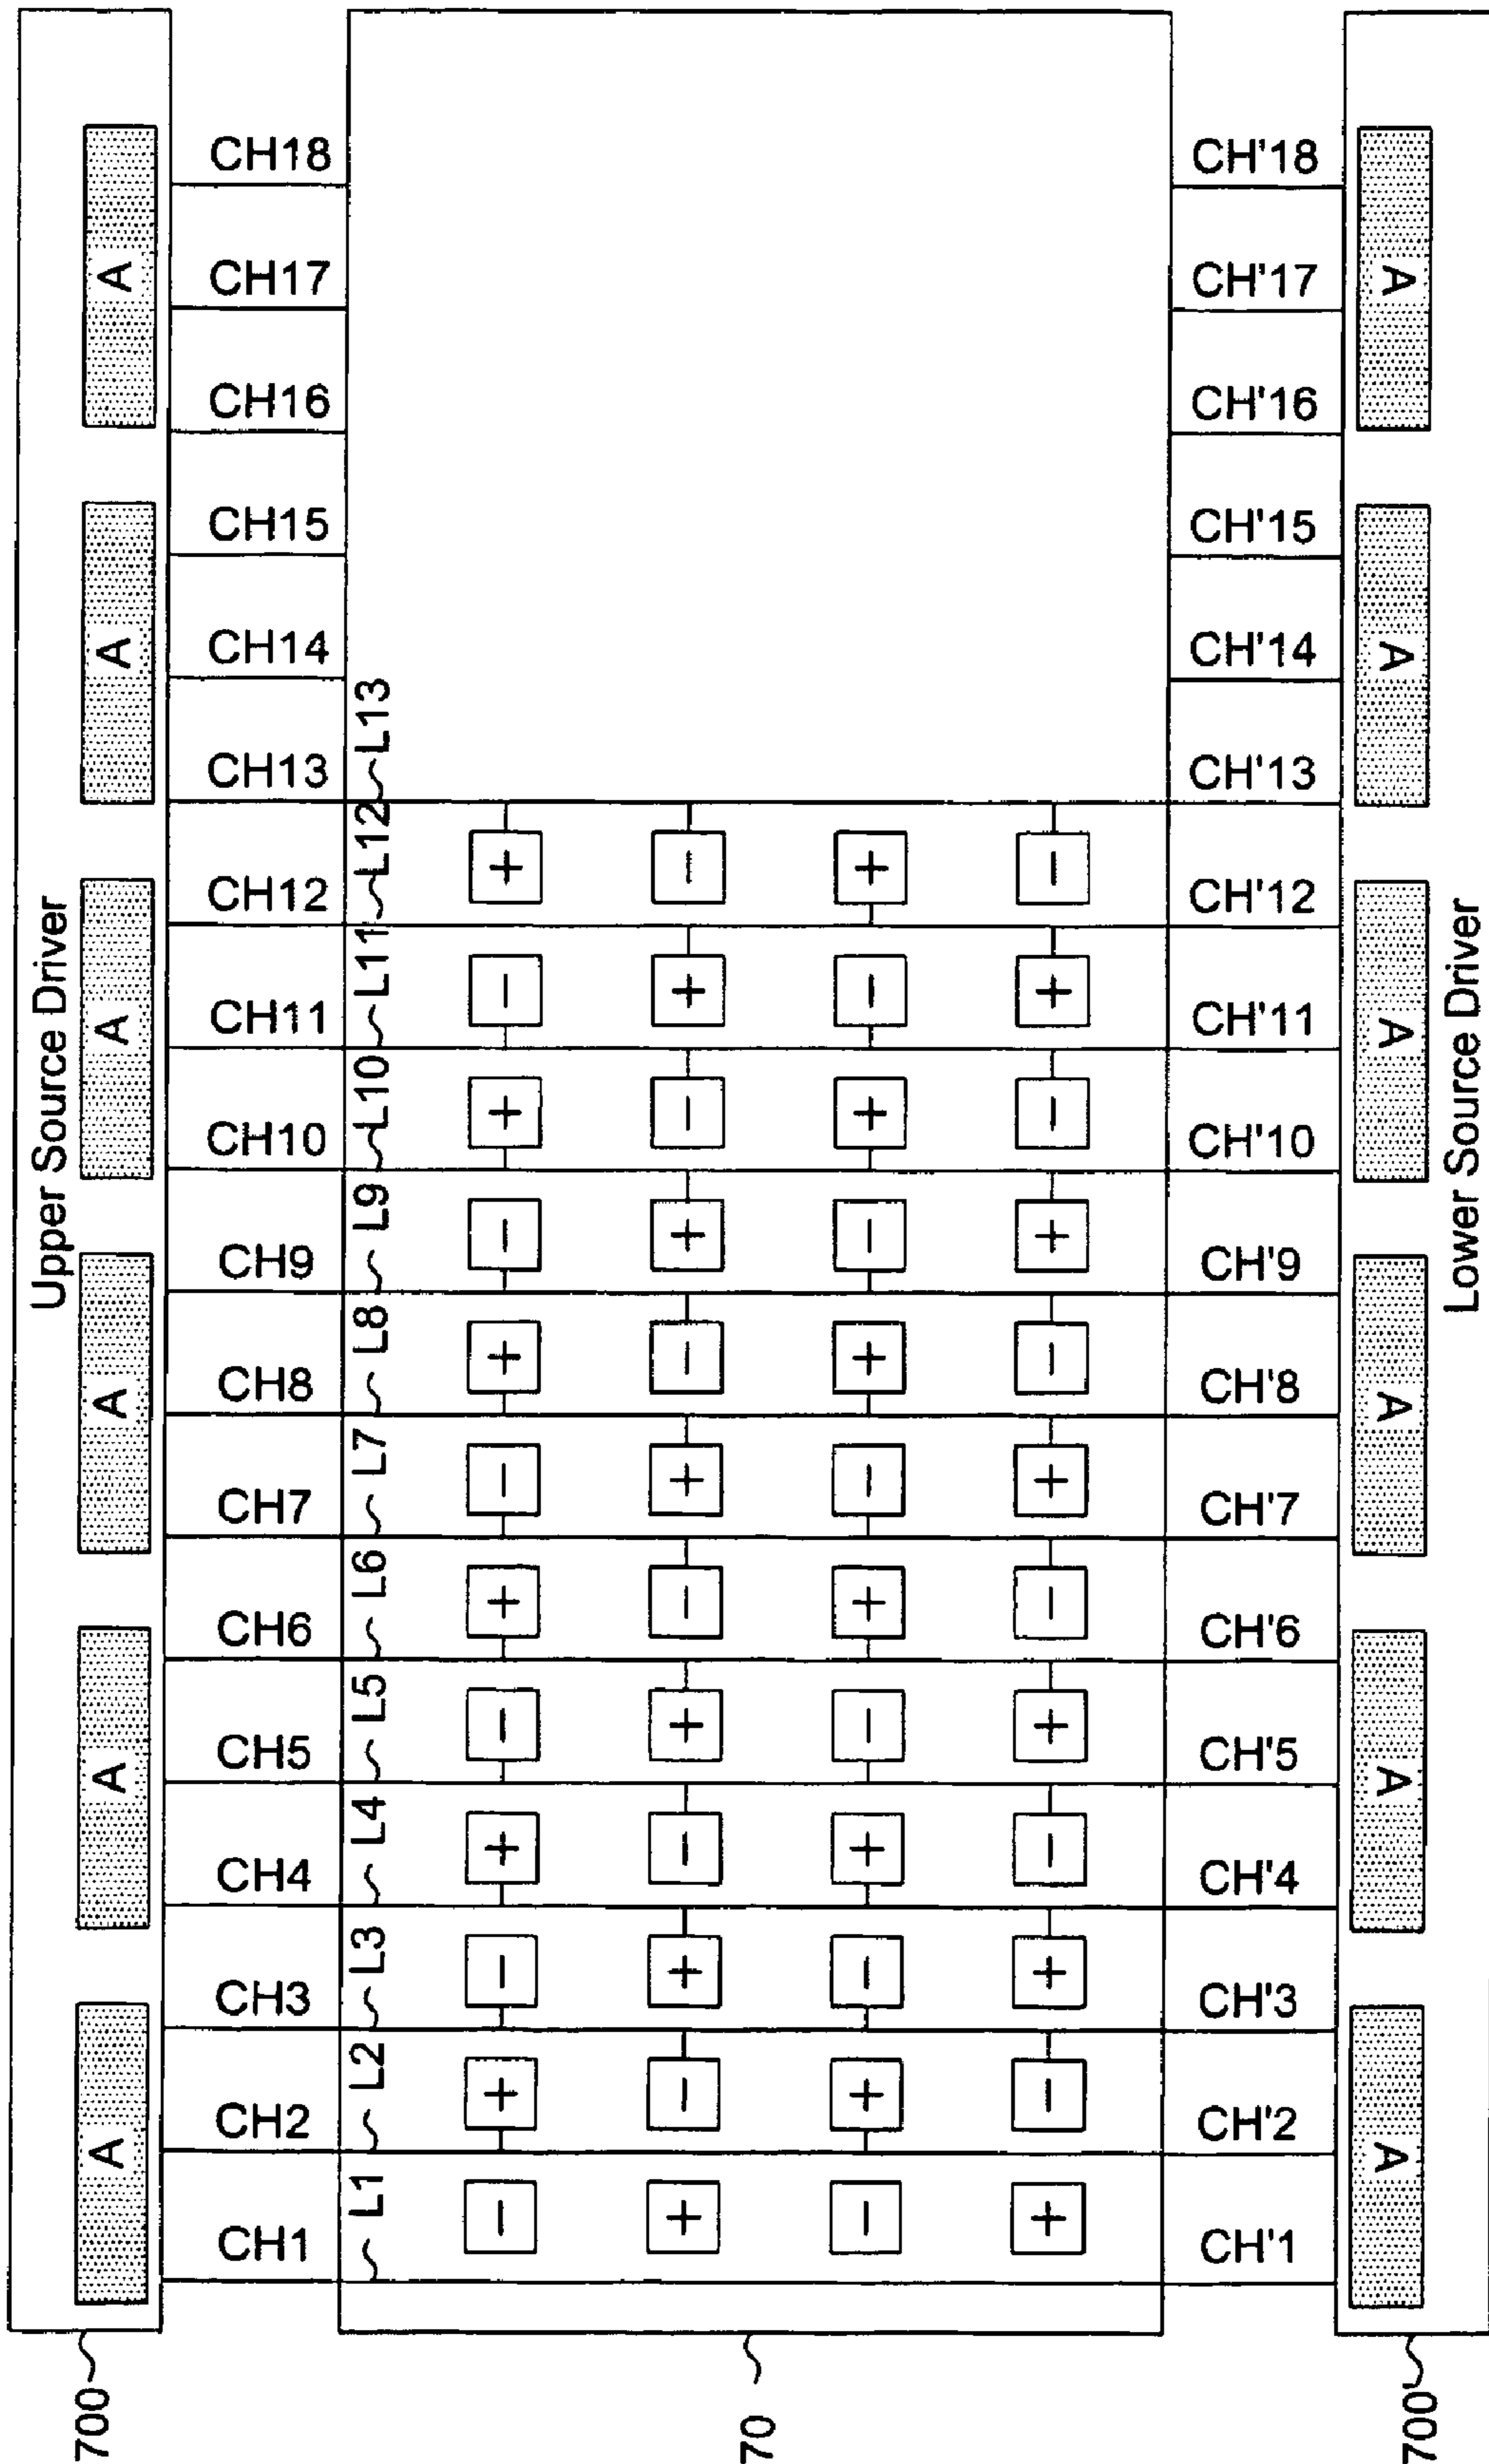 Upper Source Driver
700
A A A A A A
CH1 CH2 CH3 CH4 CH5 CH6 CH7 CH8 CH9 CH10 CH11 CH12 CH13 CH14 CH15 CH16 CH17 CH18
L1 L2 L3 L4 L5 L6 L7 L8 L9 L10 L11 L12 L13
− + − + − + − + − + − +
+ − + − + − + − + − + −
70
− + − + − + − + − + − +
+ − + − + − + − + − + −
CH'1 CH'2 CH'3 CH'4 CH'5 CH'6 CH'7 CH'8 CH'9 CH'10 CH'11 CH'12 CH'13 CH'14 CH'15 CH'16 CH'17 CH'18
A A A A A A
700
Lower Source Driver